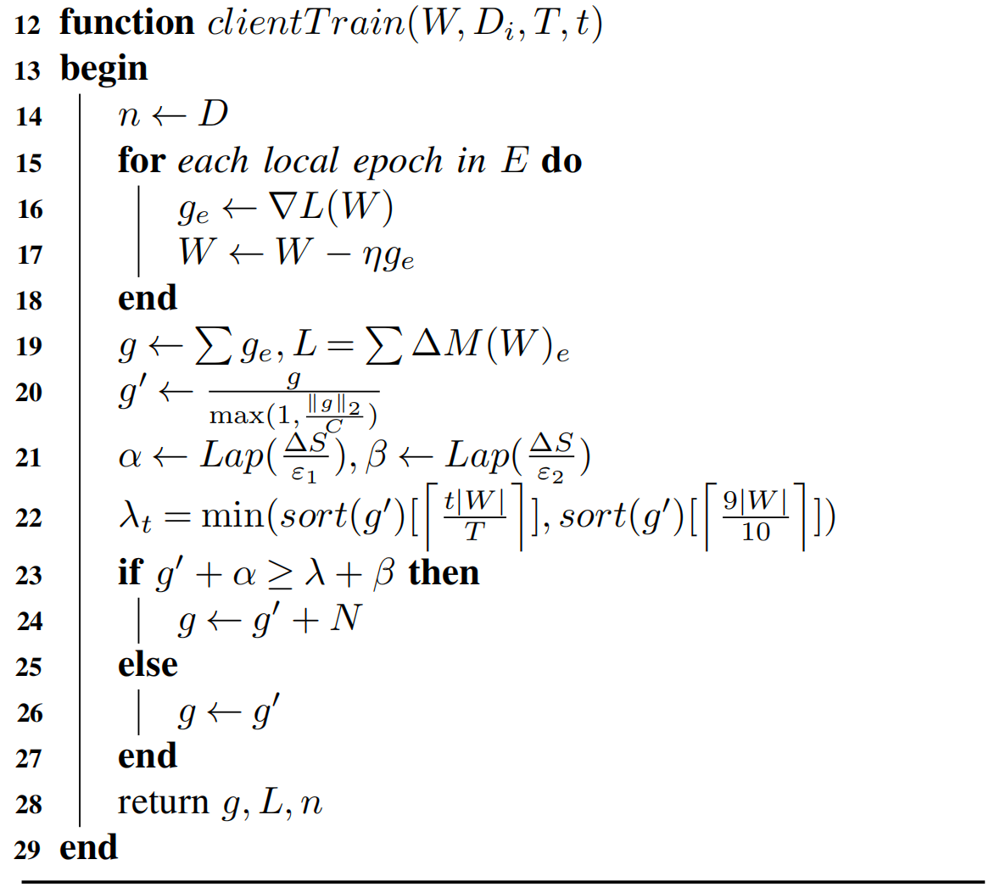 12 function clientTrain(W, D_i, T, t)
13 begin
14 n ← D
15 for each local epoch in E do
16 g_e ← ∇L(W)
17 W ← W − ηg_e
18 end
19 g ← ∑ g_e, L = ∑ ΔM(W)_e
20 g′ ← g / max(1, ‖g‖_2 / C)
21 α ← Lap(ΔS / ε_1), β ← Lap(ΔS / ε_2)
22 λ_t = min(sort(g′)[⌈t|W| / T⌉], sort(g′)[⌈9|W| / 10⌉])
23 if g′ + α ≥ λ + β then
24 g ← g′ + N
25 else
26 g ← g′
27 end
28 return g, L, n
29 end